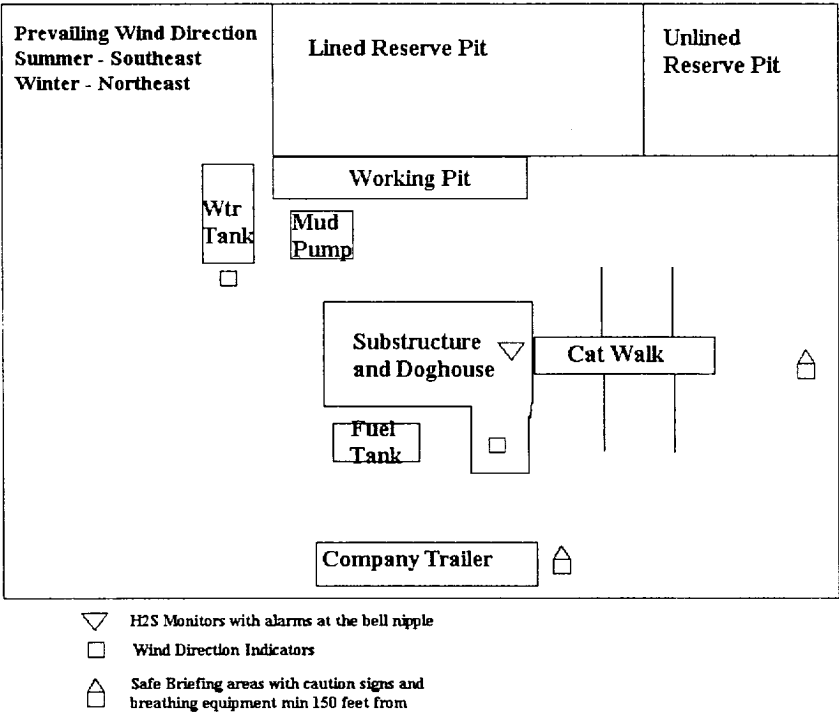 Prevailing Wind Direction
Summer - Southeast
Winter - Northeast
Lined Reserve Pit
Unlined
Reserve Pit
Working Pit
Wtr
Tank
Mud
Pump
Substructure
and Doghouse
Cat Walk
Fuel
Tank
Company Trailer
H2S Monitors with alarms at the bell nipple
Wind Direction Indicators
Safe Briefing areas with caution signs and
breathing equipment min 150 feet from